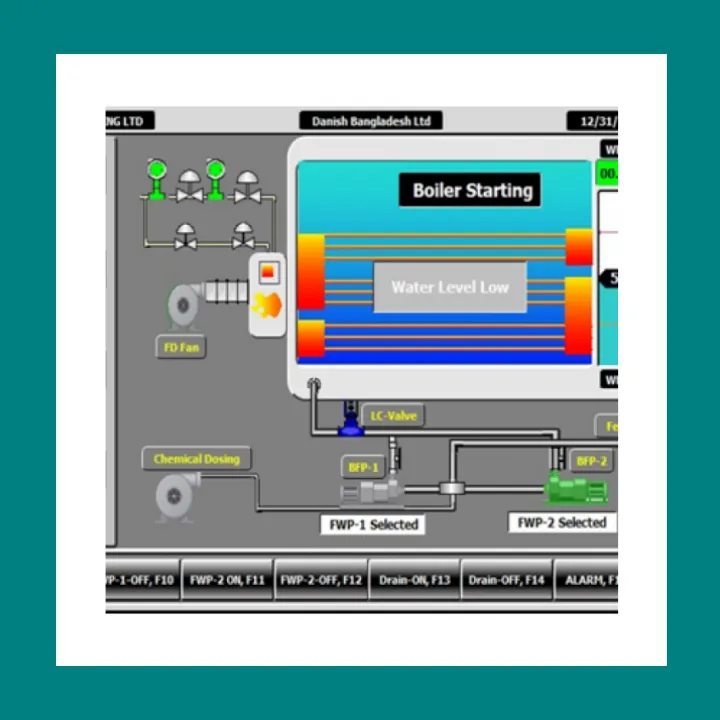 NG LTD
Danish Bangladesh Ltd
12/31/
Boiler Starting
00.
Water Level Low
5
FD Fan
LC-Valve
Fe
Chemical Dosing
BFP-1
BFP-2
FWP-1 Selected
FWP-2 Selected
P-1-OFF, F10
FWP-2 ON, F11
FWP-2-OFF, F12
Drain-ON, F13
Drain-OFF, F14
ALARM, F1